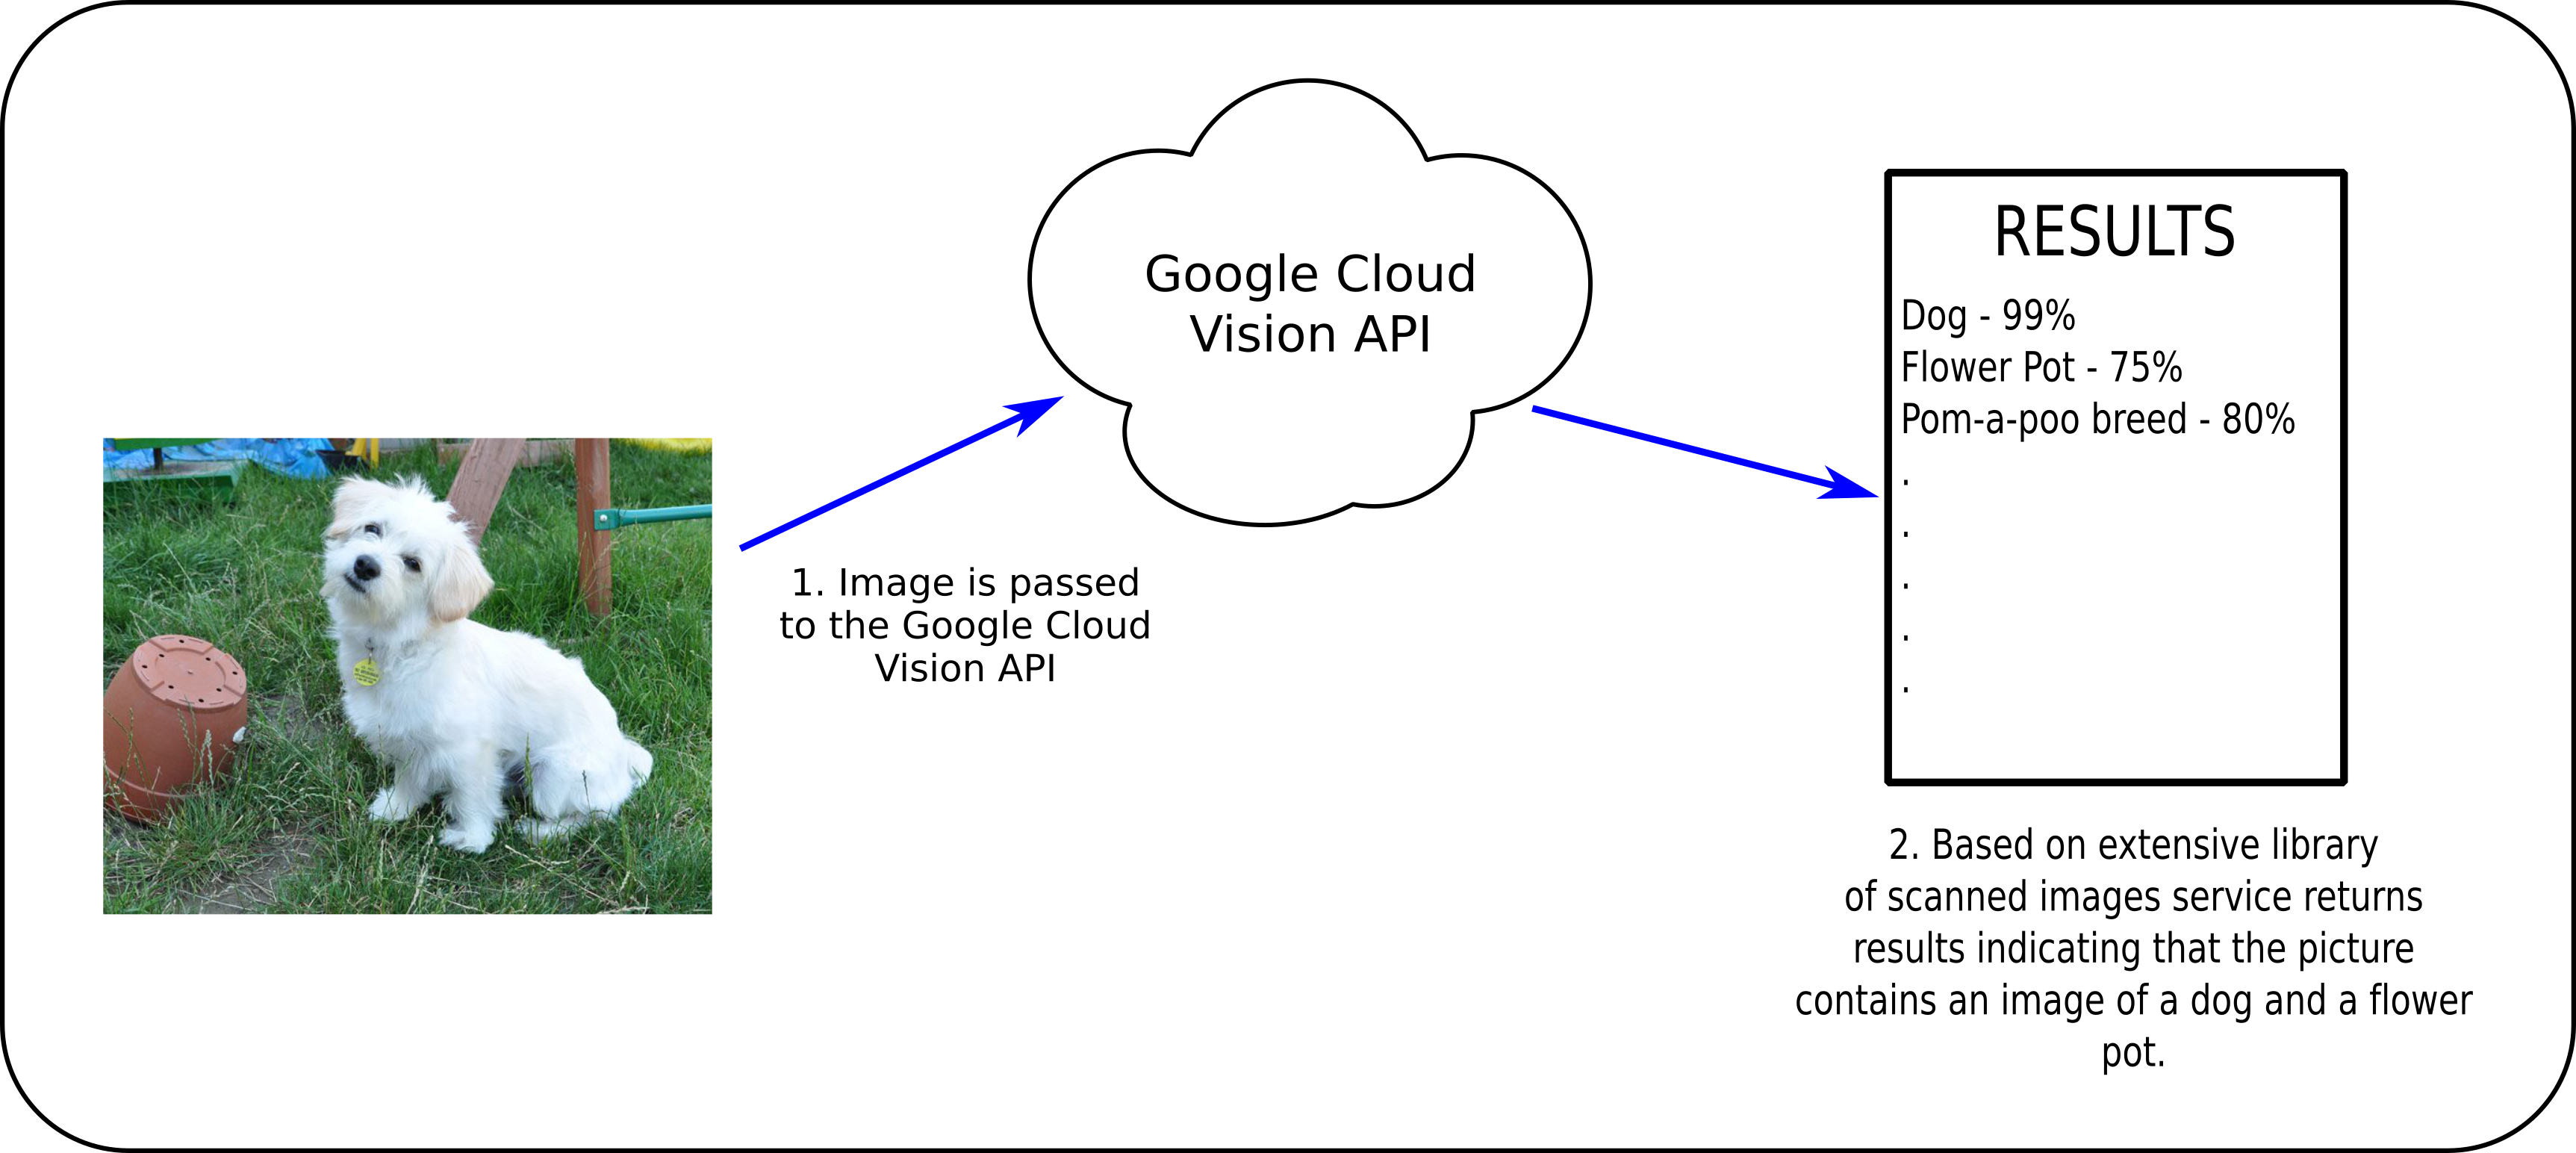 Google Cloud
Vision API
1. Image is passed
to the Google Cloud
Vision API
RESULTS
Dog - 99%
Flower Pot - 75%
Pom-a-poo breed - 80%
.
.
.
.
.
2. Based on extensive library
of scanned images service returns
results indicating that the picture
contains an image of a dog and a flower
pot.